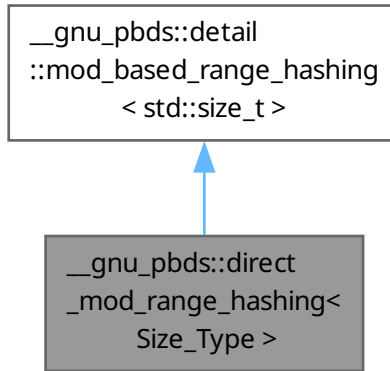 __gnu_pbds::detail
::mod_based_range_hashing
< std::size_t >
__gnu_pbds::direct
_mod_range_hashing<
Size_Type >